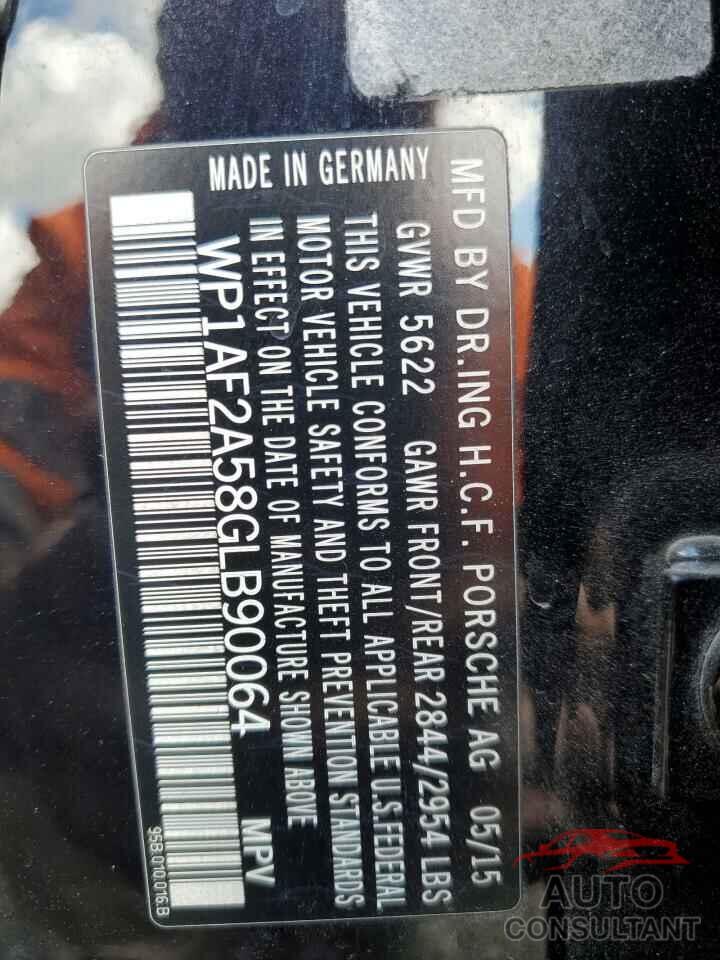 MFD BY DR.ING H.C.F. PORSCHE AG 05/15
GVWR 5622 GAWR FRONT/REAR 2844/2954 LBS
THIS VEHICLE CONFORMS TO ALL APPLICABLE U.S.FEDERAL
MOTOR VEHICLE SAFETY AND THEFT PREVENTION STANDARDS
IN EFFECT ON THE DATE OF MANUFACTURE SHOWN ABOVE
WP1AF2A58GLB90064 MPV
MADE IN GERMANY
95B.010.016.B
AUTO
CONSULTANT